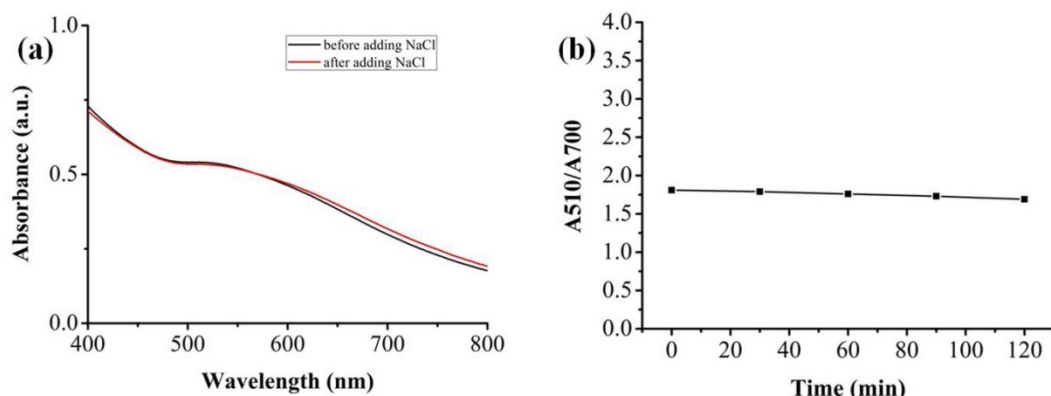 (a)
before adding NaCl
after adding NaCl
Absorbance (a.u.)
1.0
0.5
0.0
400 500 600 700 800
Wavelength (nm)
(b)
A510/A700
4.0
3.5
3.0
2.5
2.0
1.5
1.0
0.5
0.0
0 20 40 60 80 100 120
Time (min)